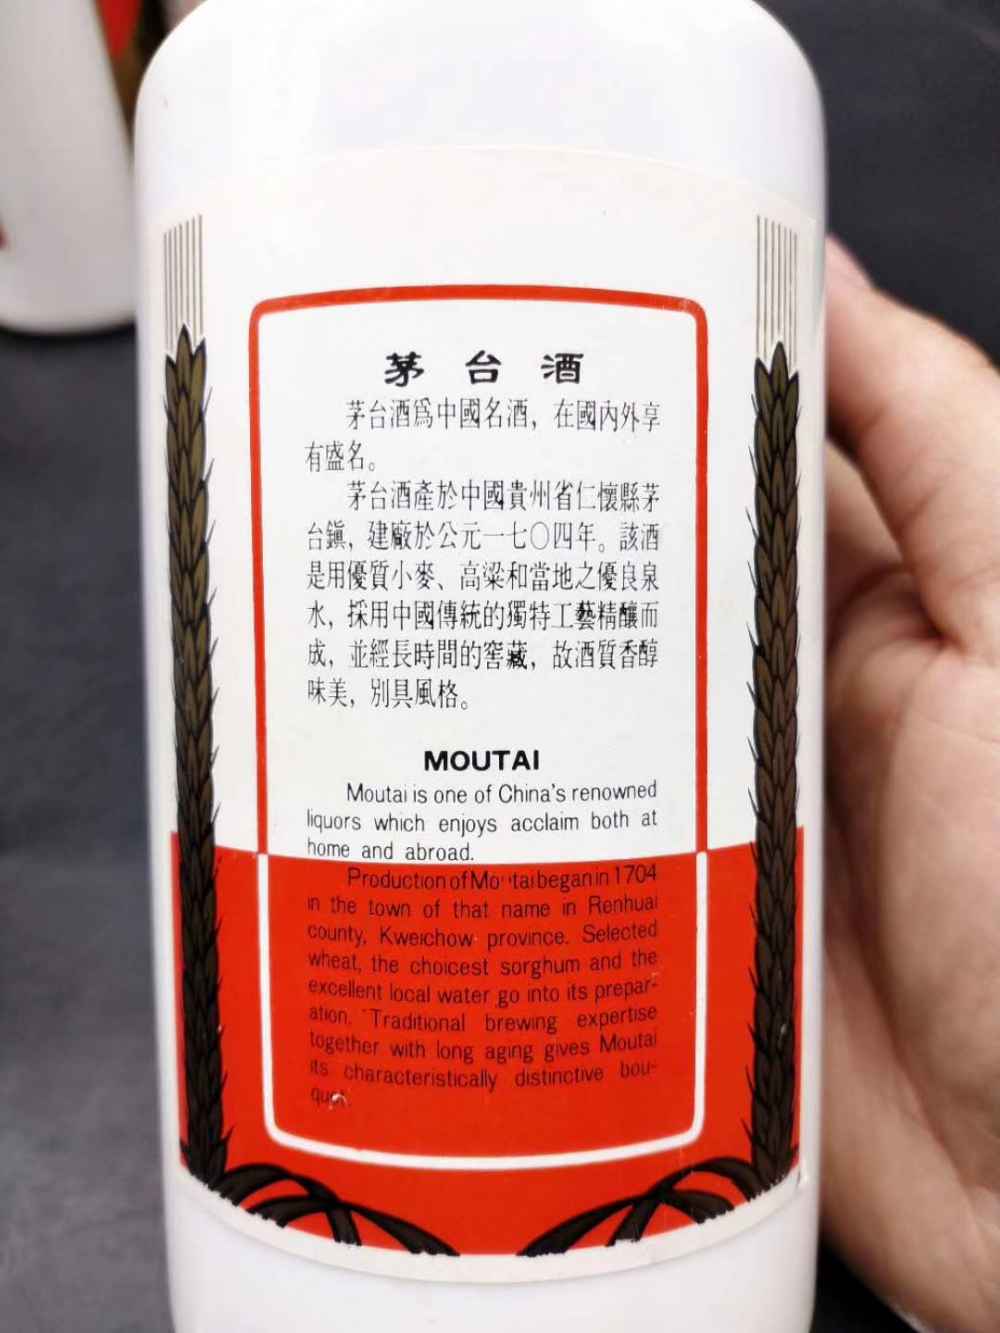 茅台酒
茅台酒爲中國名酒，在國內外享
有盛名。
茅台酒產於中國貴州省仁懷縣茅
台鎭，建廠於公元一七〇四年。該酒
是用優質小麥、高粱和當地之優良泉
水，採用中國傳統的獨特工藝精釀而
成，並經長時間的窖藏，故酒質香醇
味美，別具風格。
MOUTAI
Moutai is one of China's renowned
liquors which enjoys acclaim both at
home and abroad.
Production of Moutai began in 1704
in the town of that name in Renhuai
county, Kweichow province. Selected
wheat, the choicest sorghum and the
excellent local water go into its prepar-
ation. Traditional brewing expertise
together with long aging gives Moutai
its characteristically distinctive bou-
quet.